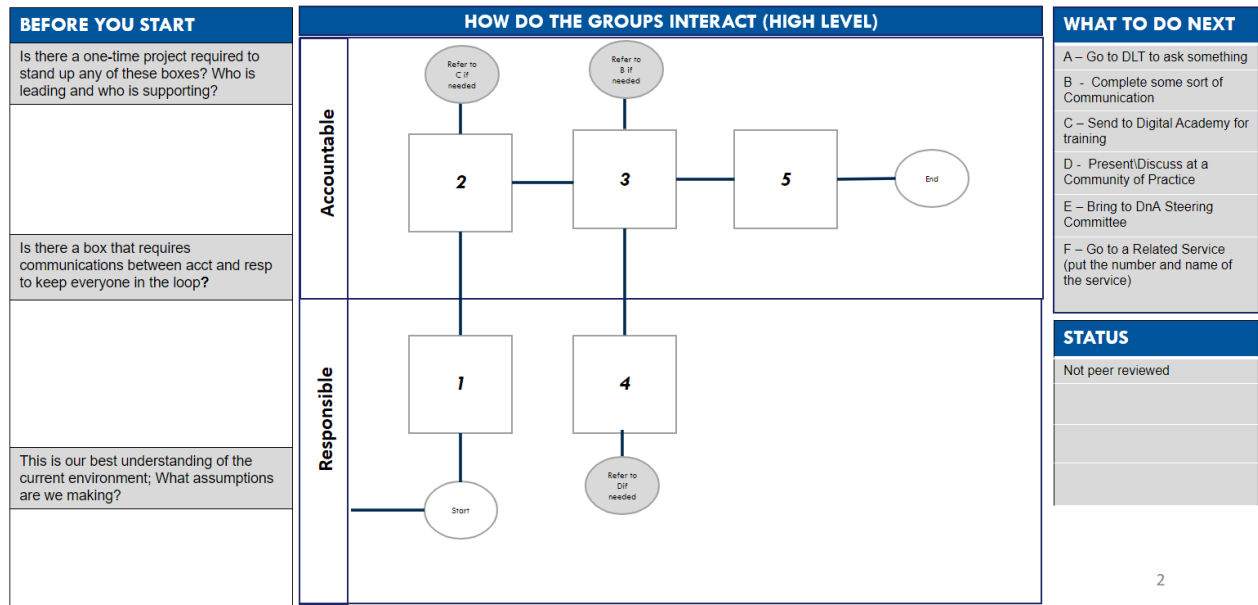 BEFORE YOU START
Is there a one-time project required to
stand up any of these boxes? Who is
leading and who is supporting?
Is there a box that requires
communications between acct and resp
to keep everyone in the loop?
This is our best understanding of the
current environment; What assumptions
are we making?
HOW DO THE GROUPS INTERACT (HIGH LEVEL)
Accountable
Refer to
C if
needed
Refer to
B if
needed
2
3
5
End
Responsible
1
4
Refer to
Dif
needed
Start
WHAT TO DO NEXT
A – Go to DLT to ask something
B - Complete some sort of
Communication
C – Send to Digital Academy for
training
D - Present\Discuss at a
Community of Practice
E – Bring to DnA Steering
Committee
F – Go to a Related Service
(put the number and name of
the service)
STATUS
Not peer reviewed
2